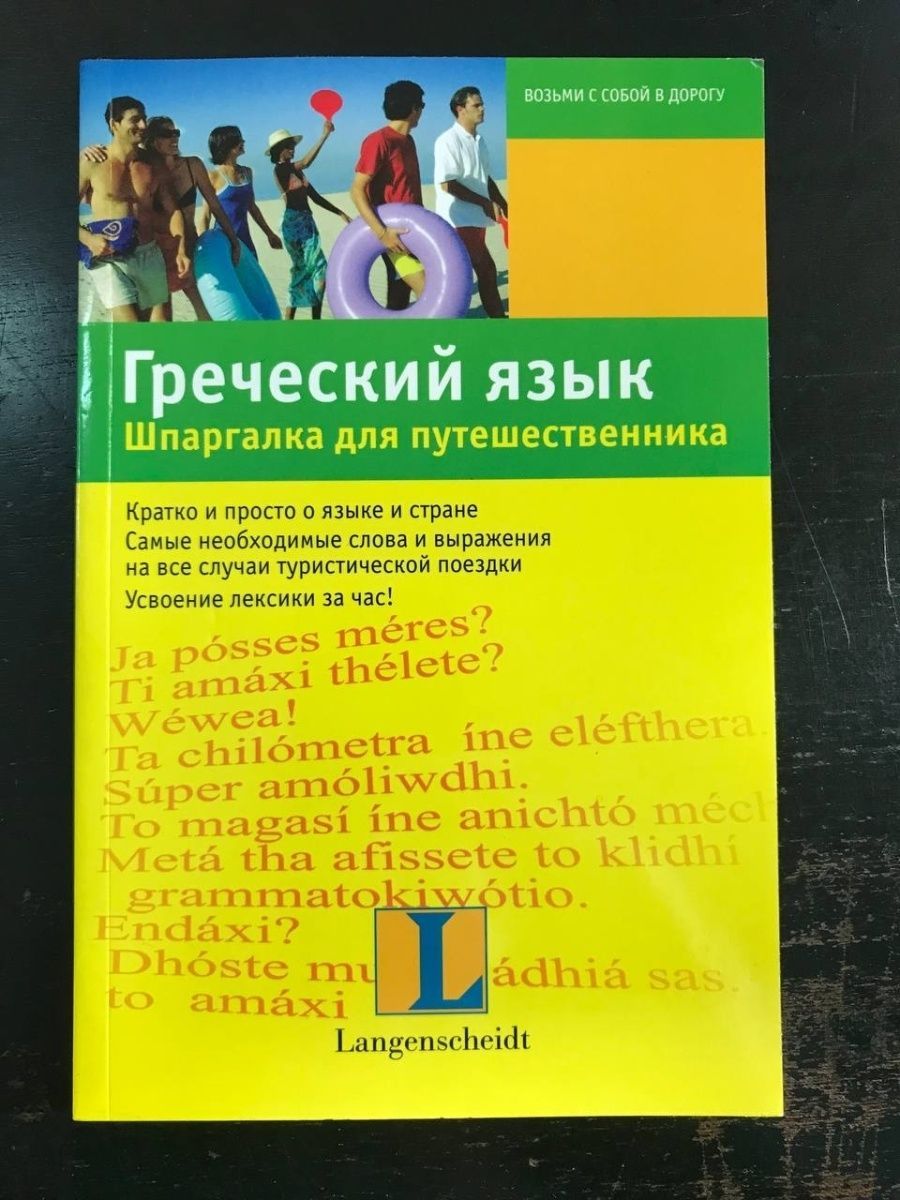 ВОЗЬМИ С СОБОЙ В ДОРОГУ
Греческий язык
Шпаргалка для путешественника
Кратко и просто о языке и стране
Самые необходимые слова и выражения
на все случаи туристической поездки
Усвоение лексики за час!
Ja pósses méres?
Ti amáxi thélete?
Wéwea!
Ta chilómetra íne eléfthera.
Súper amóliwdhi.
To magasí íne anichtó méch
Metá tha afissete to klidhí
grammatokiwótio.
Endáxi?
Dhóste mu ádhiá sas.
to amáxi
L
Langenscheidt